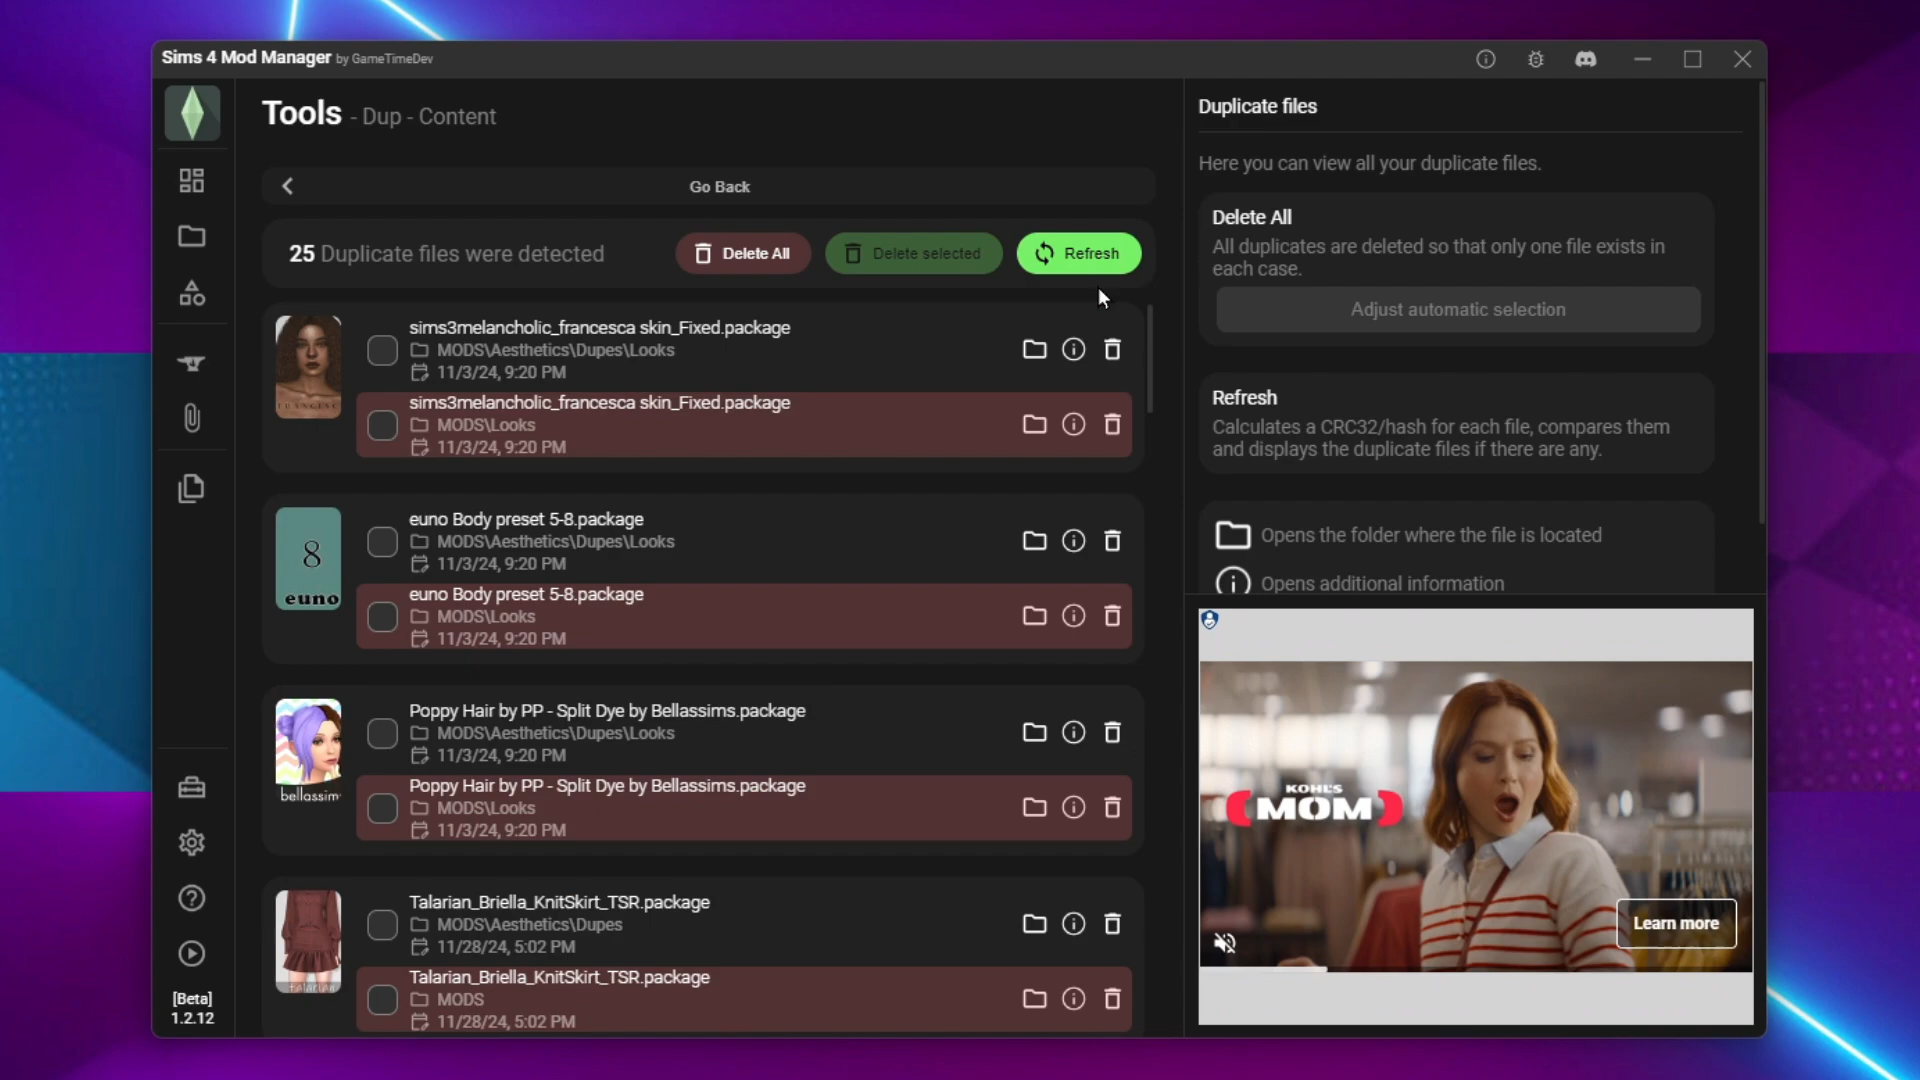 Sims 4 Mod Manager by GameTimeDev
Tools - Dup - Content
Go Back
25 Duplicate files were detected
Delete All
Delete selected
Refresh
sims3melancholic_francesca skin_Fixed.package
MODS\Aesthetics\Dupes\Looks
11/3/24, 9:20 PM
sims3melancholic_francesca skin_Fixed.package
MODS\Looks
11/3/24, 9:20 PM
8
euno
euno Body preset 5-8.package
MODS\Aesthetics\Dupes\Looks
11/3/24, 9:20 PM
euno Body preset 5-8.package
MODS\Looks
11/3/24, 9:20 PM
bellassim
Poppy Hair by PP - Split Dye by Bellassims.package
MODS\Aesthetics\Dupes\Looks
11/3/24, 9:20 PM
Poppy Hair by PP - Split Dye by Bellassims.package
MODS\Looks
11/3/24, 9:20 PM
Talarian_Briella_KnitSkirt_TSR.package
MODS\Aesthetics\Dupes
11/28/24, 5:02 PM
Talarian_Briella_KnitSkirt_TSR.package
MODS
11/28/24, 5:02 PM
[Beta]
1.2.12
Duplicate files
Here you can view all your duplicate files.
Delete All
All duplicates are deleted so that only one file exists in
each case.
Adjust automatic selection
Refresh
Calculates a CRC32/hash for each file, compares them
and displays the duplicate files if there are any.
Opens the folder where the file is located
Opens additional information
KOHL'S
MOM
Learn more